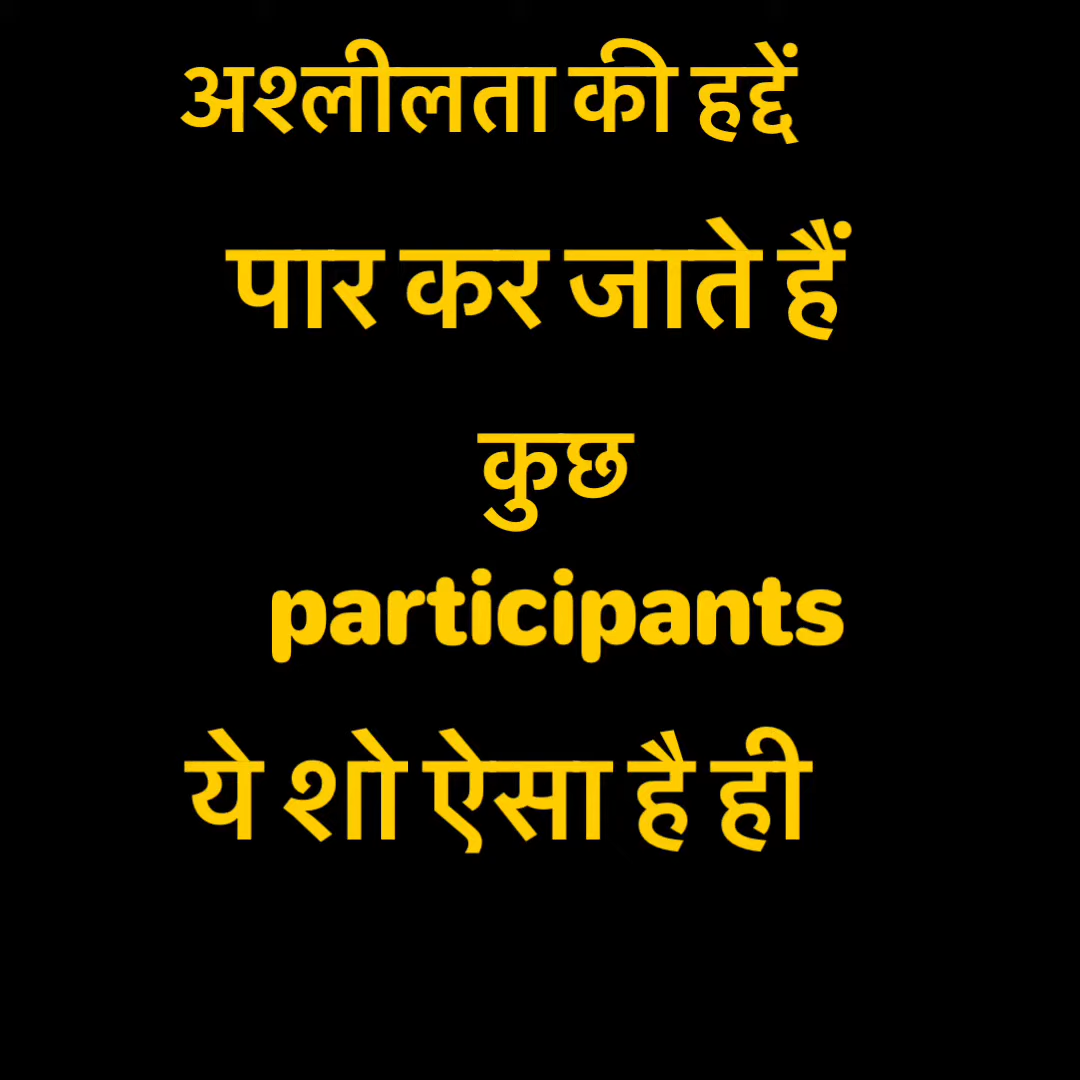 अश्लीलता की हद्दें
पार कर जाते हैं
कुछ
participants
ये शो ऐसा है ही